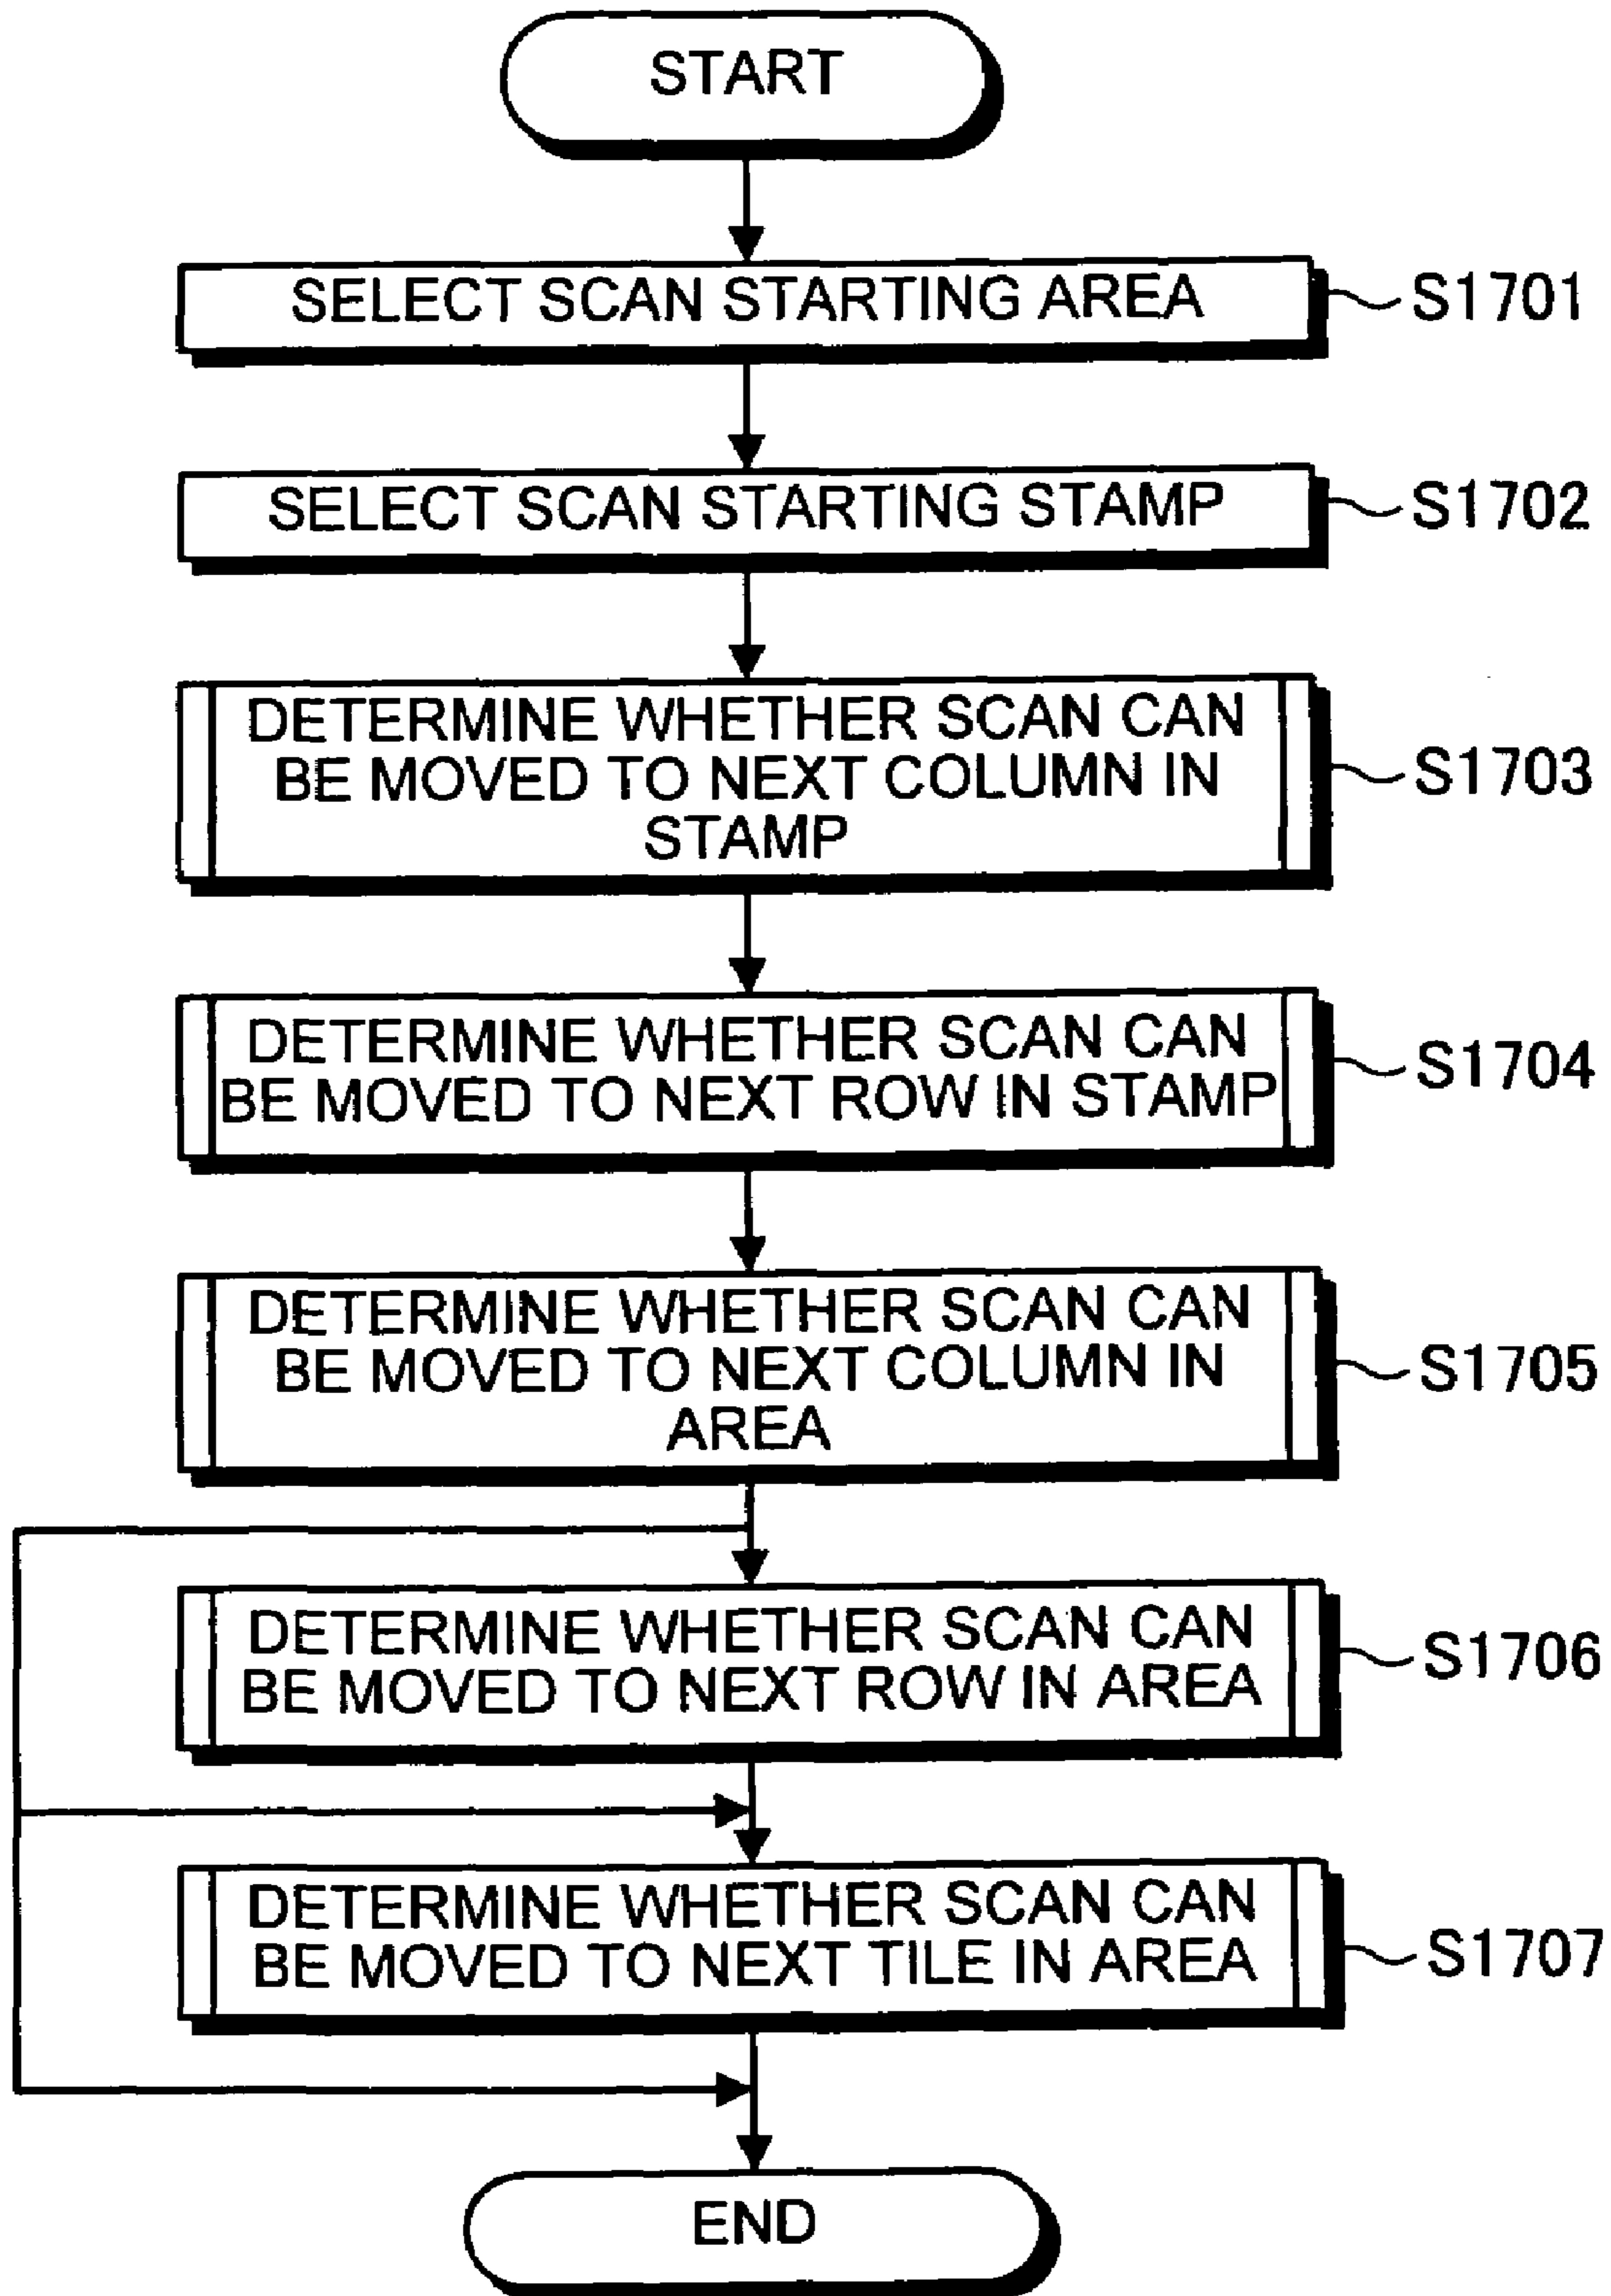 START
SELECT SCAN STARTING AREA
S1701
SELECT SCAN STARTING STAMP
S1702
DETERMINE WHETHER SCAN CAN
BE MOVED TO NEXT COLUMN IN
STAMP
S1703
DETERMINE WHETHER SCAN CAN
BE MOVED TO NEXT ROW IN STAMP
S1704
DETERMINE WHETHER SCAN CAN
BE MOVED TO NEXT COLUMN IN
AREA
S1705
DETERMINE WHETHER SCAN CAN
BE MOVED TO NEXT ROW IN AREA
S1706
DETERMINE WHETHER SCAN CAN
BE MOVED TO NEXT TILE IN AREA
S1707
END